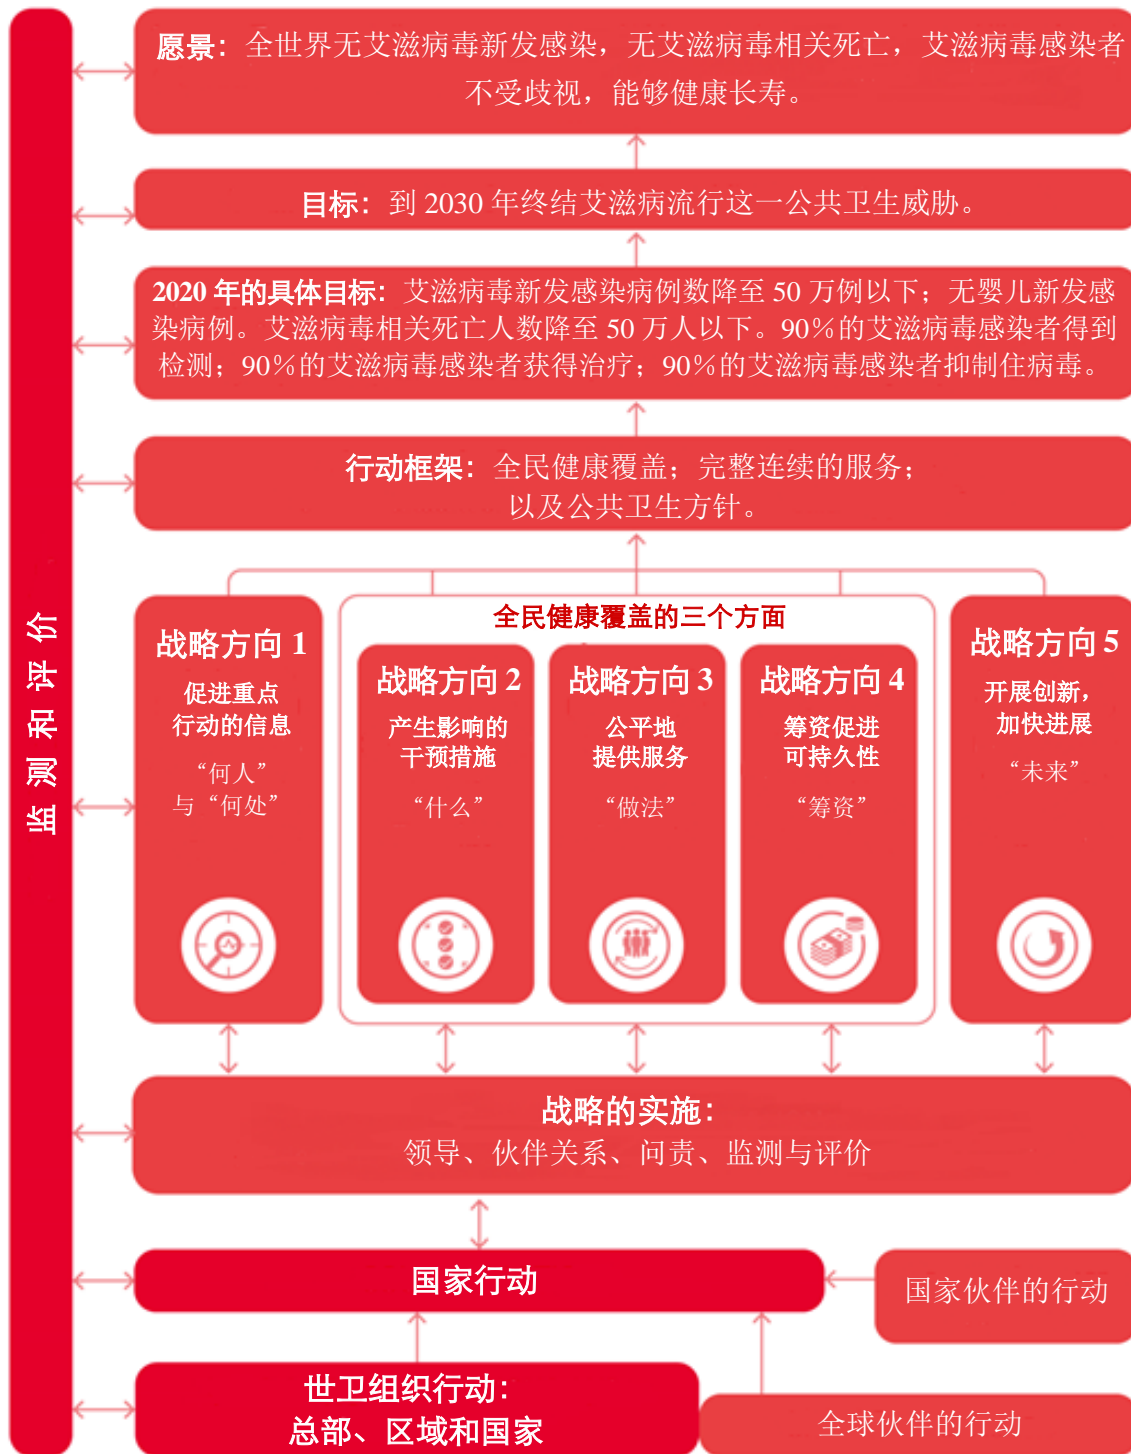 愿景：全世界无艾滋病毒新发感染，无艾滋病毒相关死亡，艾滋病毒感染者
不受歧视，能够健康长寿。
目标：到 2030 年终结艾滋病流行这一公共卫生威胁。
2020 年的具体目标：艾滋病毒新发感染病例数降至 50 万例以下；无婴儿新发感
染病例。艾滋病毒相关死亡人数降至 50 万人以下。90％的艾滋病毒感染者得到
检测；90％的艾滋病毒感染者获得治疗；90％的艾滋病毒感染者抑制住病毒。
行动框架：全民健康覆盖；完整连续的服务；
以及公共卫生方针。
监测和评价
全民健康覆盖的三个方面
战略方向 1
促进重点
行动的信息
“何人”
与“何处”
战略方向 2
产生影响的
干预措施
“什么”
战略方向 3
公平地
提供服务
“做法”
战略方向 4
筹资促进
可持久性
“筹资”
战略方向 5
开展创新，
加快进展
“未来”
战略的实施：
领导、伙伴关系、问责、监测与评价
国家行动
国家伙伴的行动
世卫组织行动：
总部、区域和国家
全球伙伴的行动